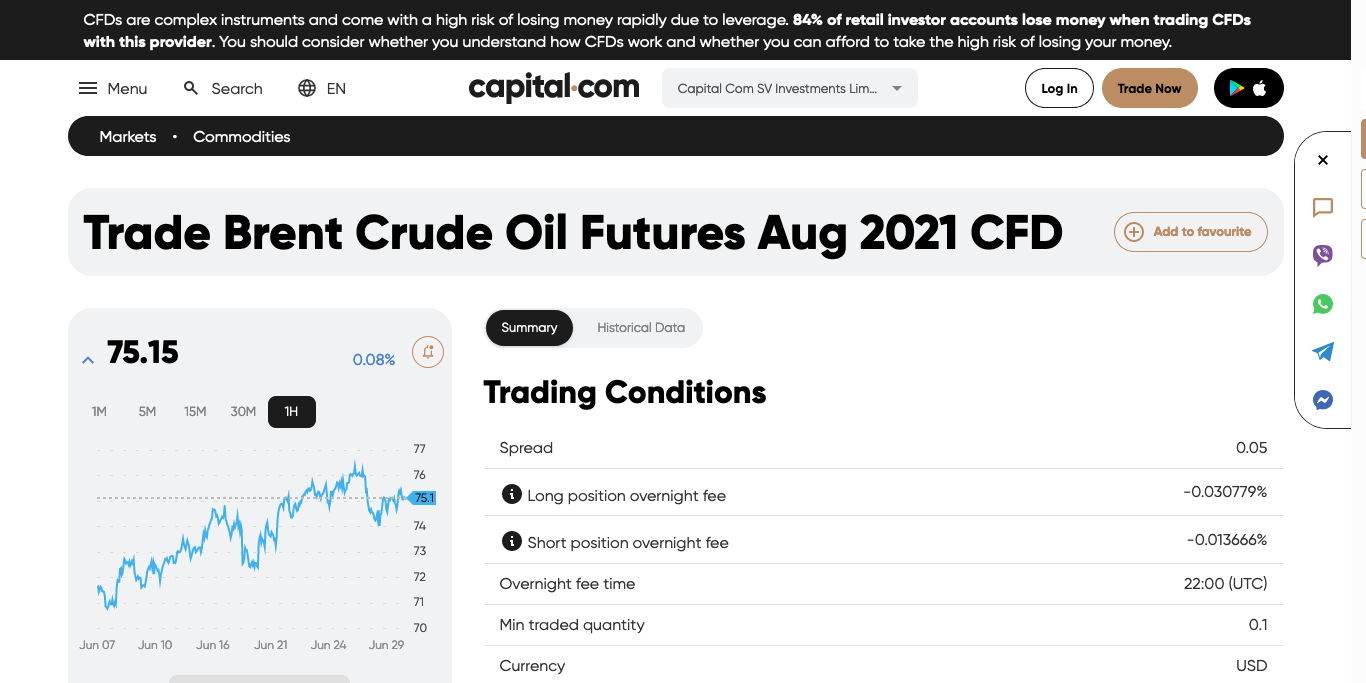 CFDs are complex instruments and come with a high risk of losing money rapidly due to leverage. 84% of retail investor accounts lose money when trading CFDs
with this provider. You should consider whether you understand how CFDs work and whether you can afford to take the high risk of losing your money.
Menu Search EN capital.com Capital Com SV Investments Lim... Log In Trade Now
Markets • Commodities
Trade Brent Crude Oil Futures Aug 2021 CFD Add to favourite
75.15 0.08%
1M 5M 15M 30M 1H
77
76
75.1
74
73
72
71
70
Jun 07 Jun 10 Jun 16 Jun 21 Jun 24 Jun 29
Summary Historical Data
Trading Conditions
Spread 0.05
Long position overnight fee -0.030779%
Short position overnight fee -0.013666%
Overnight fee time 22:00 (UTC)
Min traded quantity 0.1
Currency USD